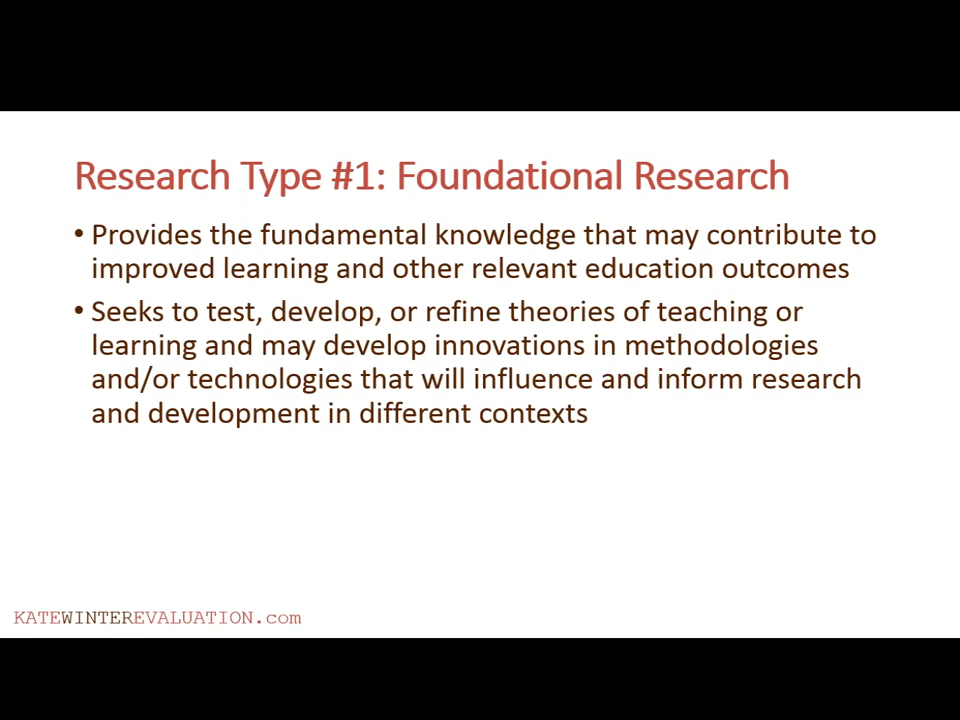 Research Type #1: Foundational Research
• Provides the fundamental knowledge that may contribute to
improved learning and other relevant education outcomes
• Seeks to test, develop, or refine theories of teaching or
learning and may develop innovations in methodologies
and/or technologies that will influence and inform research
and development in different contexts
KATEWINTEREVALUATION.com